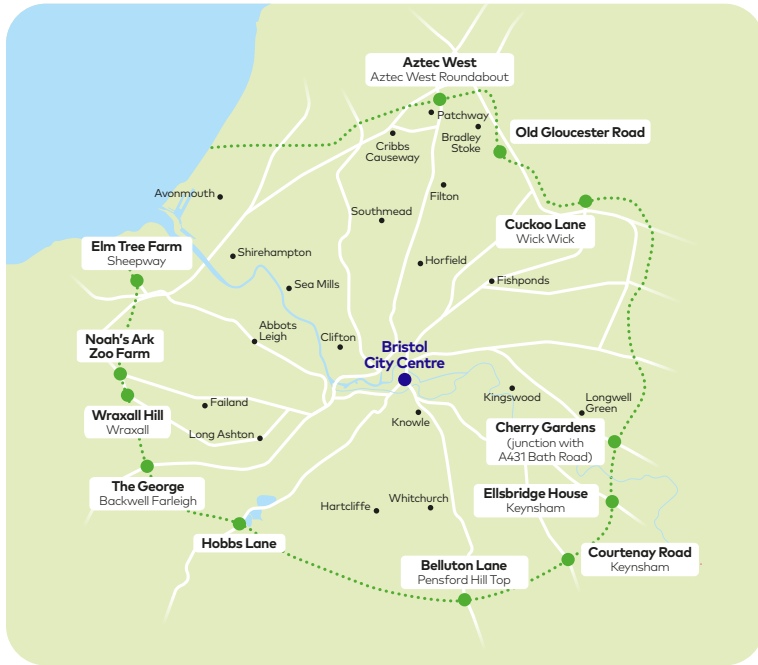 Aztec West
Aztec West Roundabout
Patchway
Bradley
Stoke
Old Gloucester Road
Cribbs
Causeway
Avonmouth
Filton
Southmead
Cuckoo Lane
Wick Wick
Elm Tree Farm
Sheepway
Shirehampton
Horfield
Sea Mills
Fishponds
Noah's Ark
Zoo Farm
Abbots
Leigh
Clifton
Bristol
City Centre
Kingswood
Longwell
Green
Failand
Wraxall Hill
Wraxall
Knowle
Long Ashton
Cherry Gardens
(junction with
A431 Bath Road)
The George
Backwell Farleigh
Ellsbridge House
Keynsham
Hartcliffe
Whitchurch
Hobbs Lane
Courtenay Road
Keynsham
Belluton Lane
Pensford Hill Top